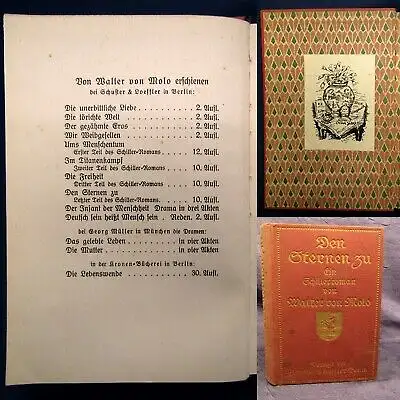 Von Walter von Molo erschienen
bei Schuster & Loeffler in Berlin:
Die unerbittliche Liebe . . . . . . . . . 2. Aufl.
Die törichte Welt . . . . . . . . . . 2. Aufl.
Der gezähmte Eros . . . . . . . . . 2. Aufl.
Wir Weibgesellen . . . . . . . . . . 2. Aufl.
Ums Menschentum
Erster Teil des Schiller-Romans . . . . . 12. Aufl.
Im Titanenkampf
Zweiter Teil des Schiller-Romans . . . . 10. Aufl.
Die Freiheit
Dritter Teil des Schiller-Romans . . . . 10. Aufl.
Den Sternen zu
Letzter Teil des Schiller-Romans . . . . 10. Aufl.
Der Infant der Menschheit Drama in drei Akten
Deutsch sein heißt Mensch sein . Reden. 2. Aufl.
bei Georg Müller in München die Dramen:
Das gelebte Leben . . . . . in vier Akten
Die Mutter . . . . . . . . in vier Akten
in der Kronen-Bücherei in Berlin:
Die Lebenswende . . . . . . . . 30. Aufl.
Den
Sternen zu
Ein
Schillerroman
von
Walter von Molo